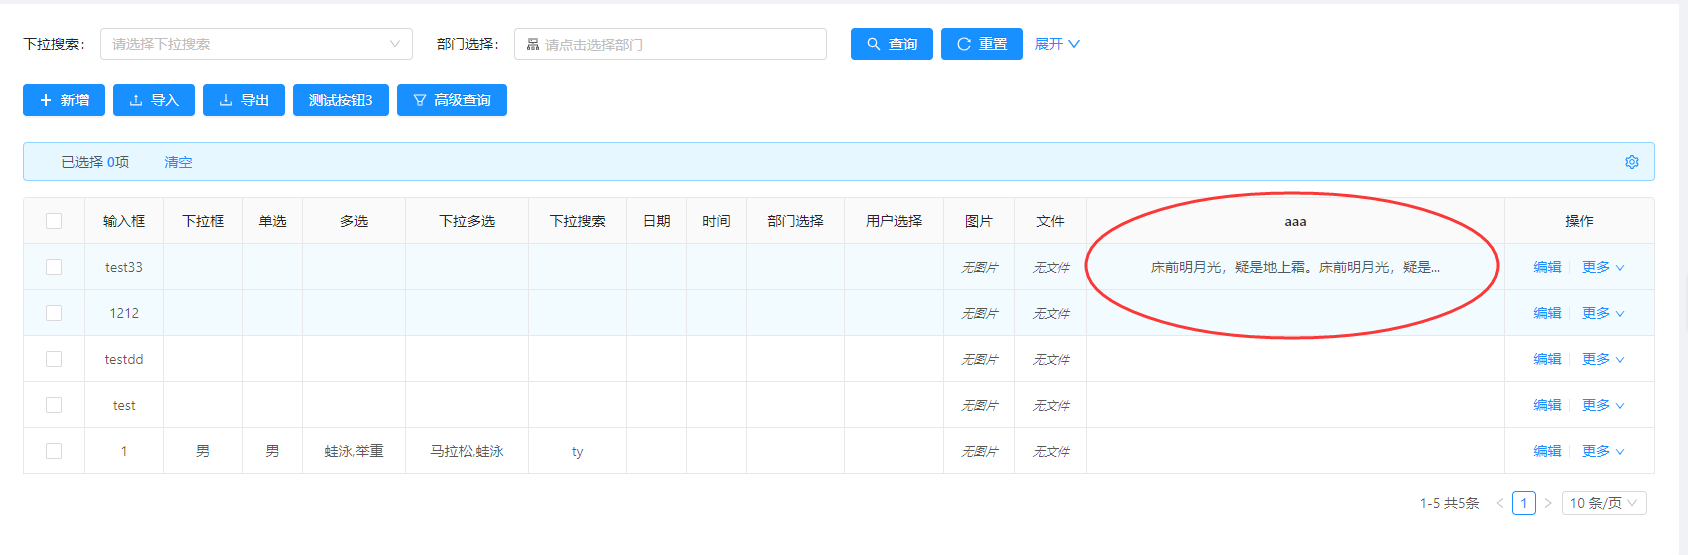 下拉搜索： 请选择下拉搜索 部门选择： 请点击选择部门 查询 重置 展开
新增 导入 导出 测试按钮3 高级查询
已选择 0项 清空
输入框 下拉框 单选 多选 下拉多选 下拉搜索 日期 时间 部门选择 用户选择 图片 文件 aaa 操作
test33 无图片 无文件 床前明月光，疑是地上霜。床前明月光，疑是... 编辑 更多
1212 无图片 无文件 编辑 更多
testdd 无图片 无文件 编辑 更多
test 无图片 无文件 编辑 更多
1 男 男 蛙泳,举重 马拉松,蛙泳 ty 无图片 无文件 编辑 更多
1-5 共5条 < 1 > 10 条/页